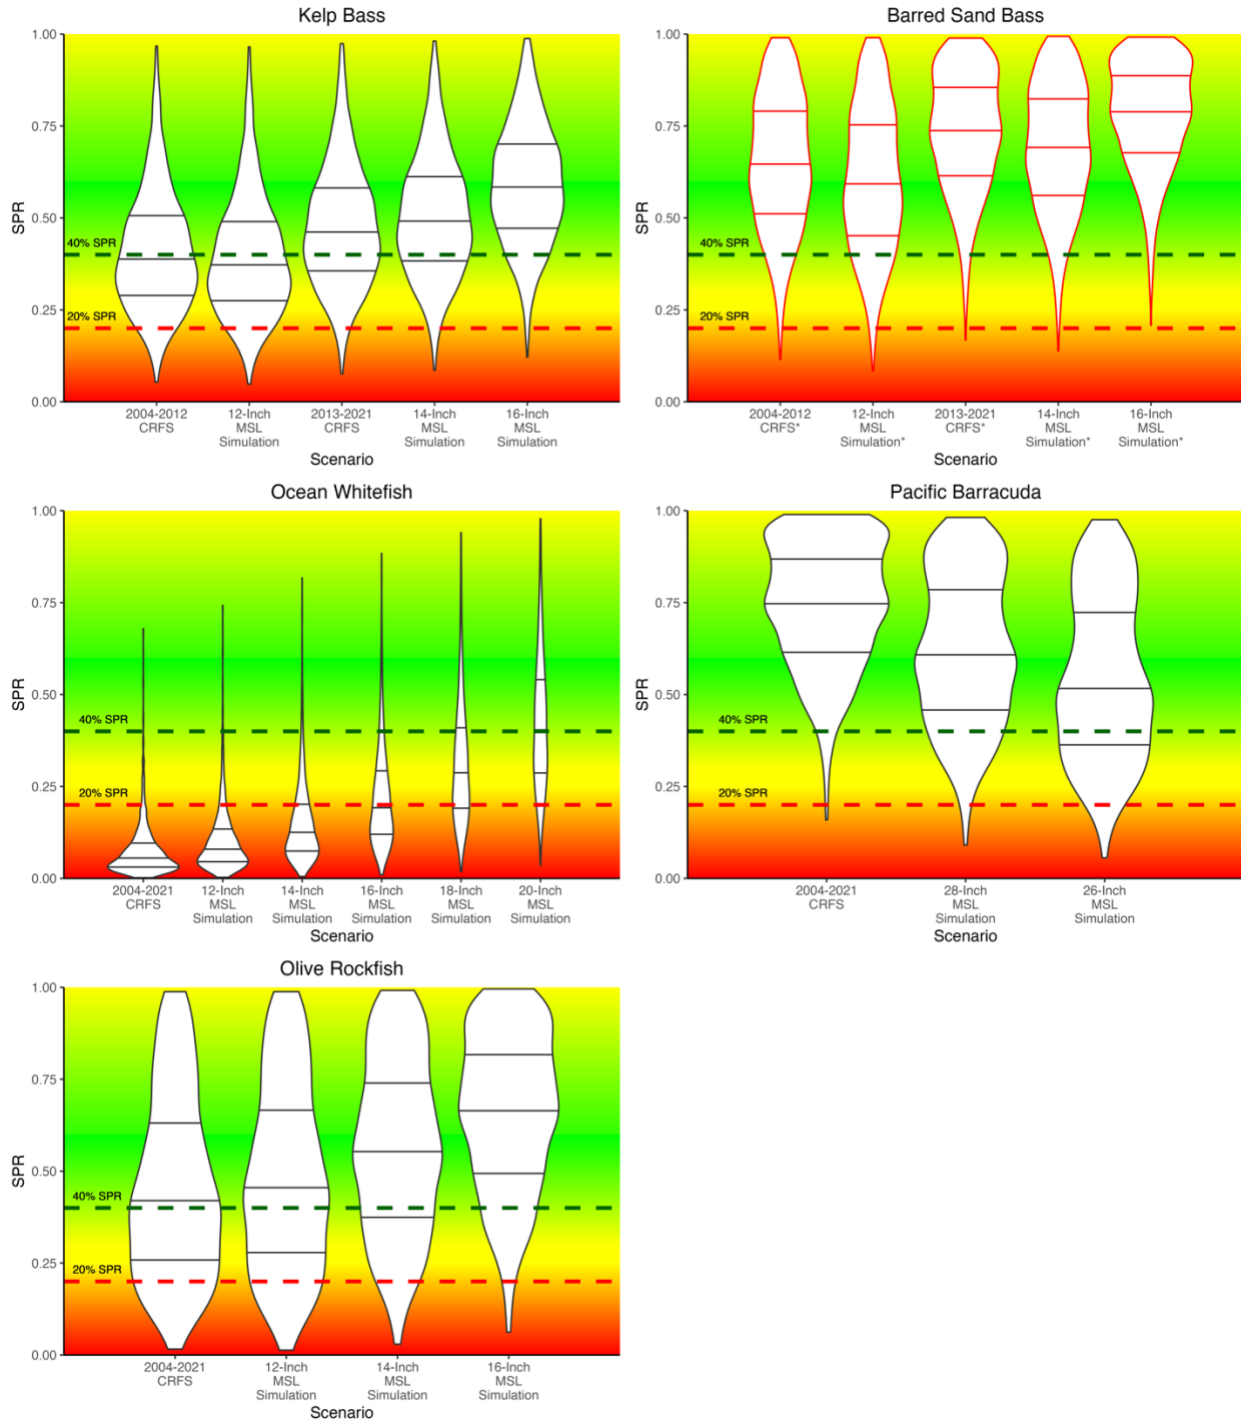 Kelp Bass
1.00
0.75
0.50
0.25
0.00
SPR
40% SPR
20% SPR
2004-2012
CRFS
12-Inch
MSL
Simulation
2013-2021
CRFS
14-Inch
MSL
Simulation
16-Inch
MSL
Simulation
Scenario
Barred Sand Bass
1.00
0.75
0.50
0.25
0.00
SPR
40% SPR
20% SPR
2004-2012
CRFS*
12-Inch
MSL
Simulation*
2013-2021
CRFS*
14-Inch
MSL
Simulation*
16-Inch
MSL
Simulation*
Scenario
Ocean Whitefish
1.00
0.75
0.50
0.25
0.00
SPR
40% SPR
20% SPR
2004-2021
CRFS
12-Inch
MSL
Simulation
14-Inch
MSL
Simulation
16-Inch
MSL
Simulation
18-Inch
MSL
Simulation
20-Inch
MSL
Simulation
Scenario
Pacific Barracuda
1.00
0.75
0.50
0.25
0.00
SPR
40% SPR
20% SPR
2004-2021
CRFS
28-Inch
MSL
Simulation
26-Inch
MSL
Simulation
Scenario
Olive Rockfish
1.00
0.75
0.50
0.25
0.00
SPR
40% SPR
20% SPR
2004-2021
CRFS
12-Inch
MSL
Simulation
14-Inch
MSL
Simulation
16-Inch
MSL
Simulation
Scenario